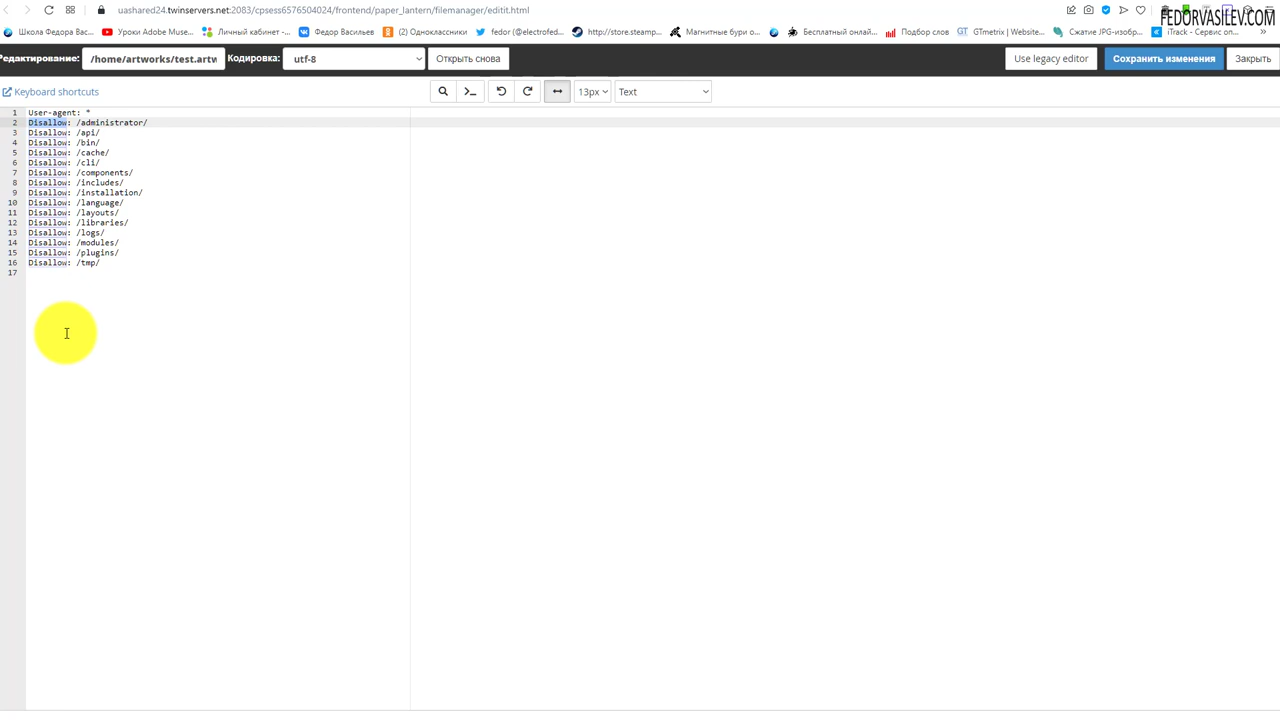 uashared24.twinservers.net:2083/cpsess6576504024/frontend/paper_lantern/filemanager/editit.html
FEDORVASILEV.COM
Школа Федора Вас... Уроки Adobe Muse... Личный кабинет -... Федор Васильев (2) Одноклассники fedor (@electrofed... http://store.steamp... Магнитные бури о... Бесплатный онлай... Подбор слов GT GTmetrix | Website... Сжатие JPG-изобр... iTrack - Сервис оп... »
Редактирование: /home/artworks/test.artw Кодировка: utf-8 Открыть снова Use legacy editor Сохранить изменения Закрыть
Keyboard shortcuts 13px Text
1 User-agent: *
2 Disallow: /administrator/
3 Disallow: /api/
4 Disallow: /bin/
5 Disallow: /cache/
6 Disallow: /cli/
7 Disallow: /components/
8 Disallow: /includes/
9 Disallow: /installation/
10 Disallow: /language/
11 Disallow: /layouts/
12 Disallow: /libraries/
13 Disallow: /logs/
14 Disallow: /modules/
15 Disallow: /plugins/
16 Disallow: /tmp/
17